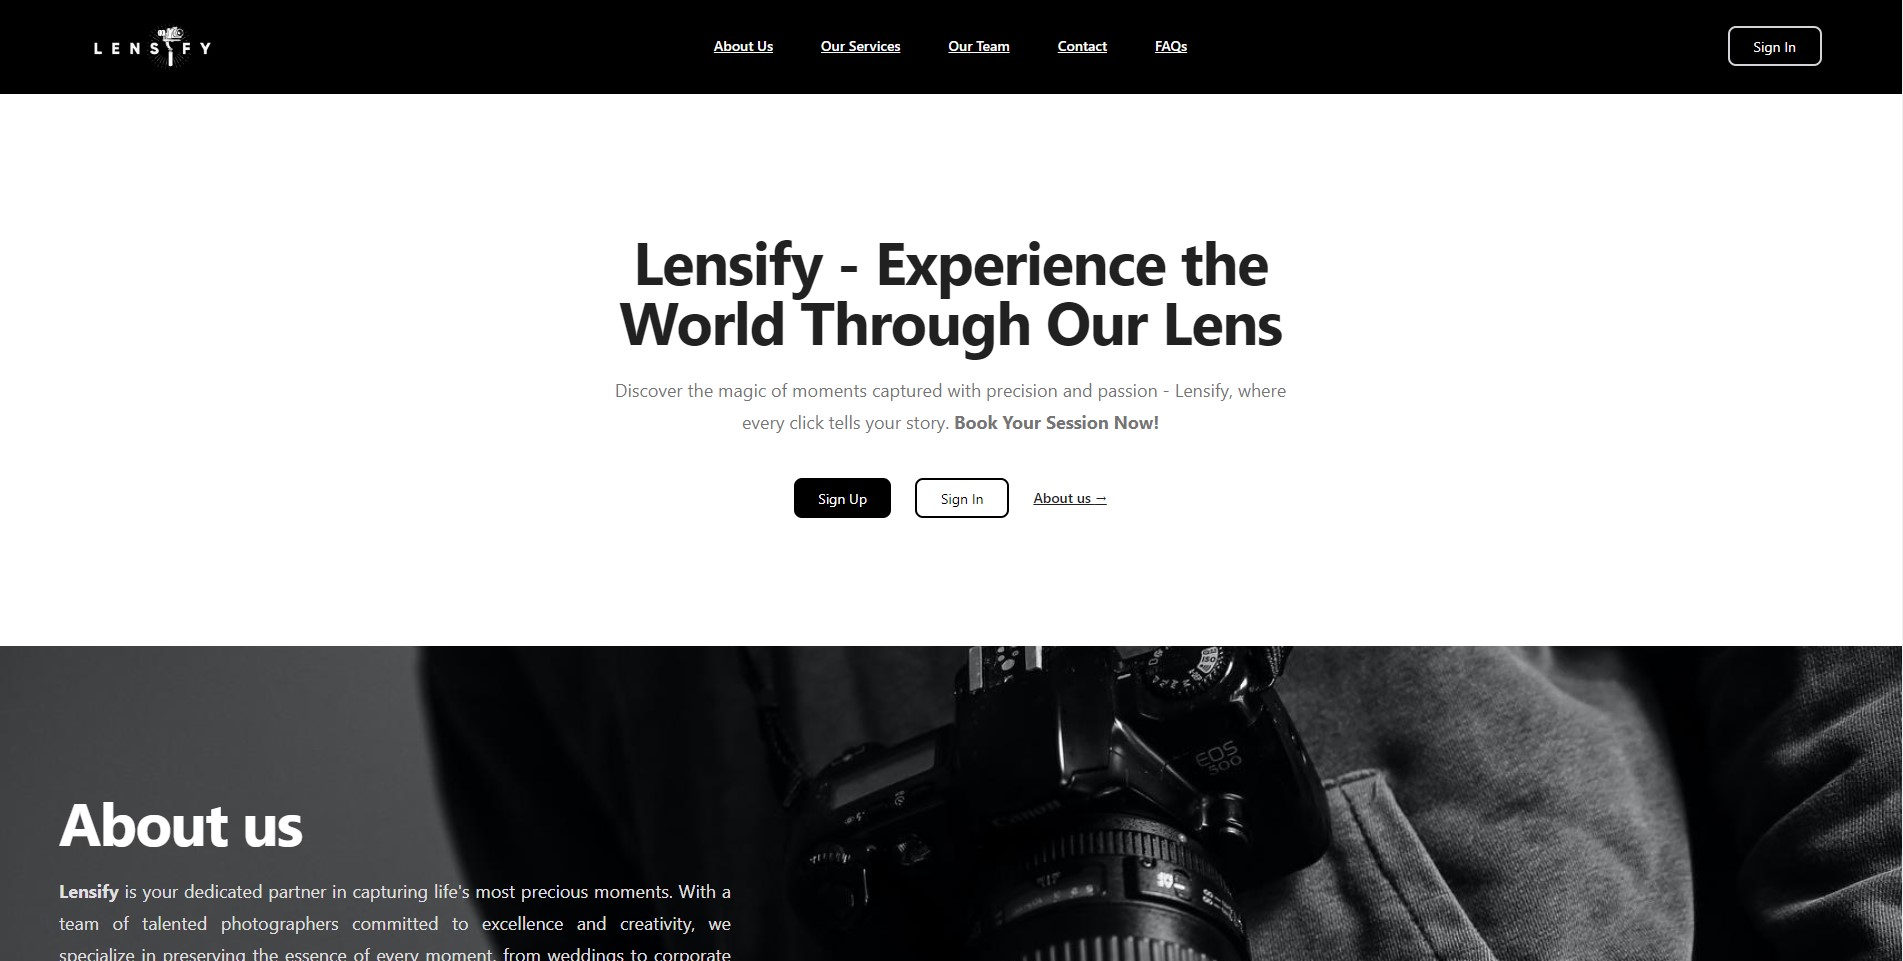 LENSIFY
About Us
Our Services
Our Team
Contact
FAQs
Sign In
Lensify - Experience the
World Through Our Lens
Discover the magic of moments captured with precision and passion - Lensify, where
every click tells your story. Book Your Session Now!
Sign Up
Sign In
About us →
ISO
EOS
500
Canon
AF
About us
Lensify is your dedicated partner in capturing life's most precious moments. With a
team of talented photographers committed to excellence and creativity, we
specialize in preserving the essence of every moment, from weddings to corporate